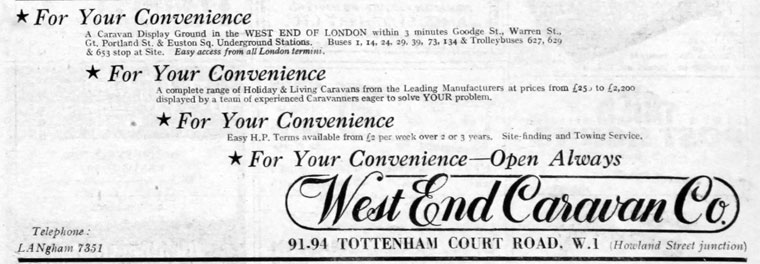 ★ For Your Convenience
A Caravan Display Ground in the WEST END OF LONDON within 3 minutes Goodge St., Warren St.,
Gt. Portland St. & Euston Sq. Underground Stations. Buses 1, 14, 24, 29, 39, 73, 134 & Trolleybuses 627, 629
& 653 stop at Site. Easy access from all London termini.
★ For Your Convenience
A complete range of Holiday & Living Caravans from the Leading Manufacturers at prices from to £2,200
displayed by a team of experienced Caravanners eager to solve YOUR problem.
★ For Your Convenience
Easy H.P. Terms available from £2 per week over 2 or 3 years. Site-finding and Towing Service.
★ For Your Convenience—Open Always
West End Caravan Co.
Telephone:
LANgham 7351
91-94 TOTTENHAM COURT ROAD, W.1 (Howland Street junction)